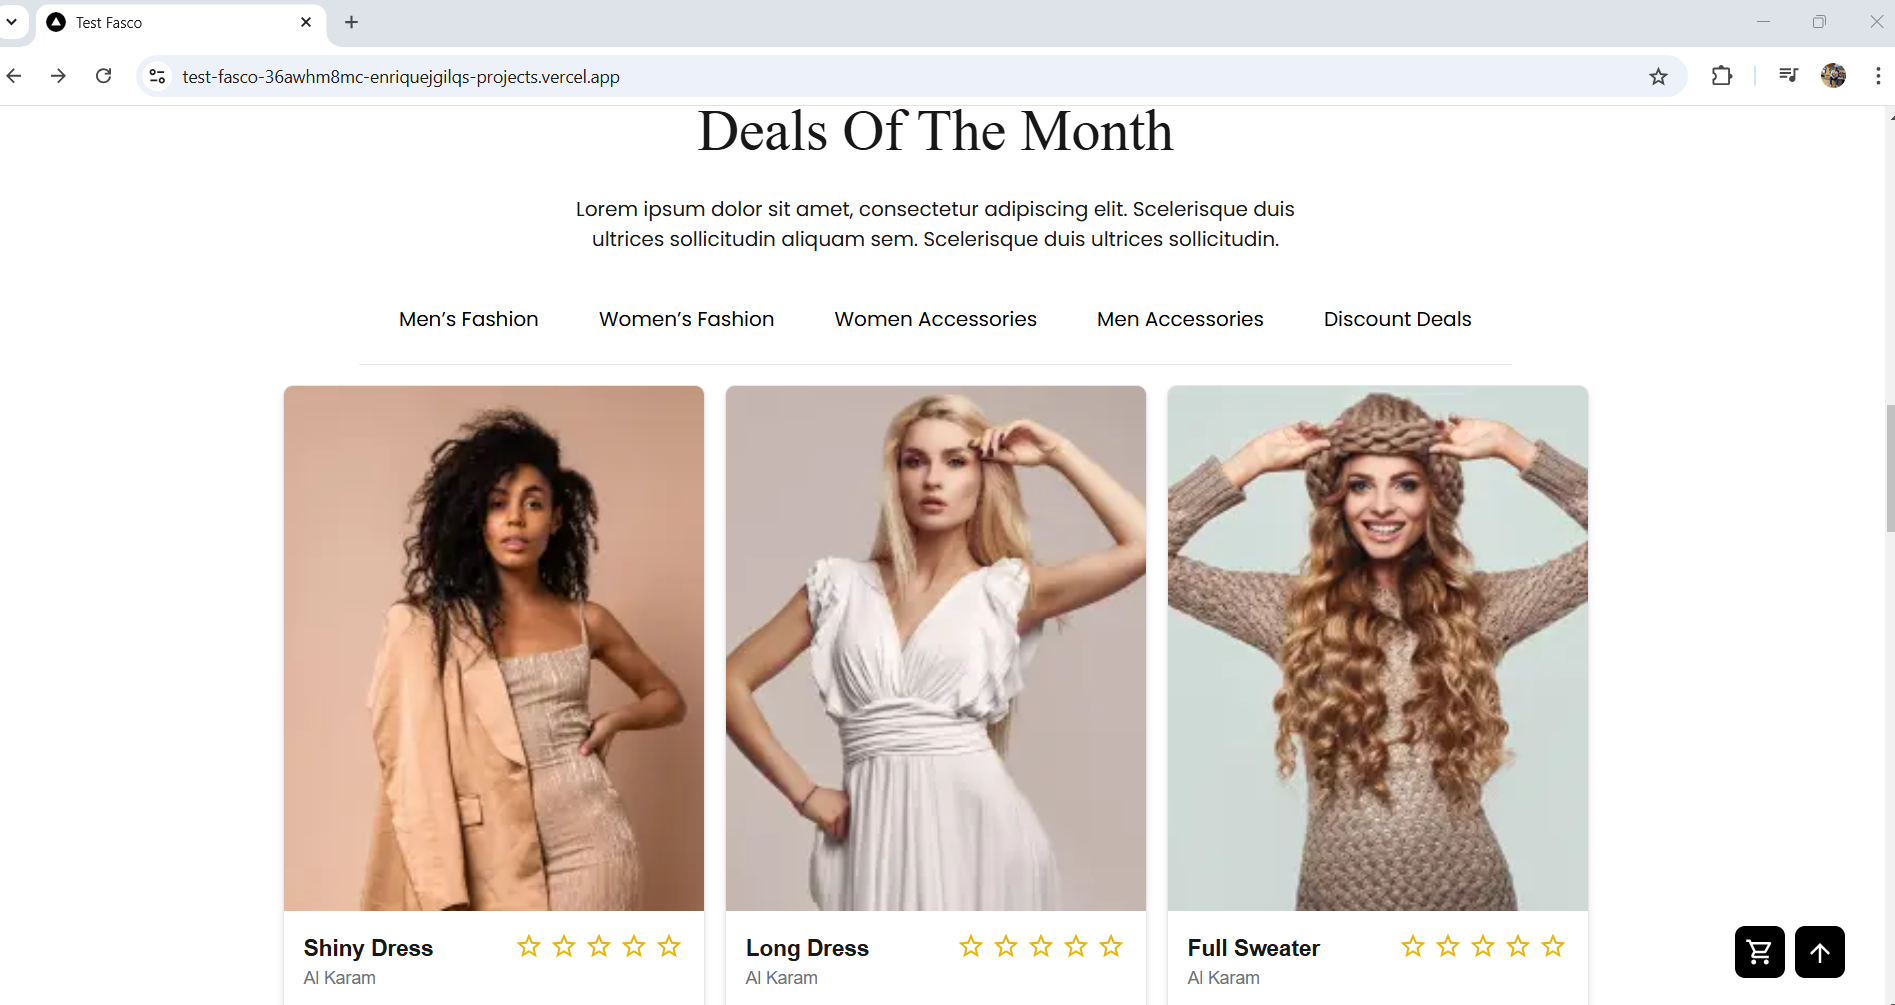 Test Fasco
test-fasco-36awhm8mc-enriquejgilqs-projects.vercel.app
Deals Of The Month
Lorem ipsum dolor sit amet, consectetur adipiscing elit. Scelerisque duis
ultrices sollicitudin aliquam sem. Scelerisque duis ultrices sollicitudin.
Men’s Fashion Women’s Fashion Women Accessories Men Accessories Discount Deals
Shiny Dress Long Dress Full Sweater
Al Karam Al Karam Al Karam